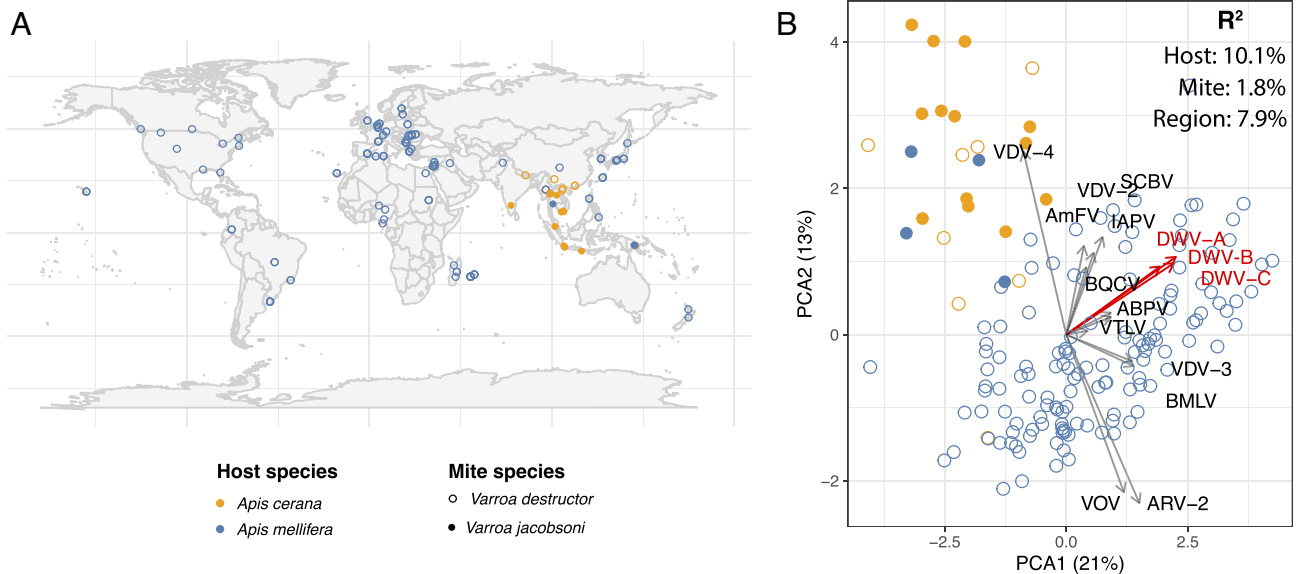 A
Host species
Apis cerana
Apis mellifera
Mite species
Varroa destructor
Varroa jacobsoni
B
R²
Host: 10.1%
Mite: 1.8%
Region: 7.9%
VDV−4
VDV−2
SCBV
AmFV
IAPV
DWV−A
DWV-B
DWV−C
BQCV
ABPV
VTLV
VDV−3
BMLV
VOV
ARV−2
4
2
0
−2
PCA2 (13%)
−2.5
0.0
2.5
PCA1 (21%)